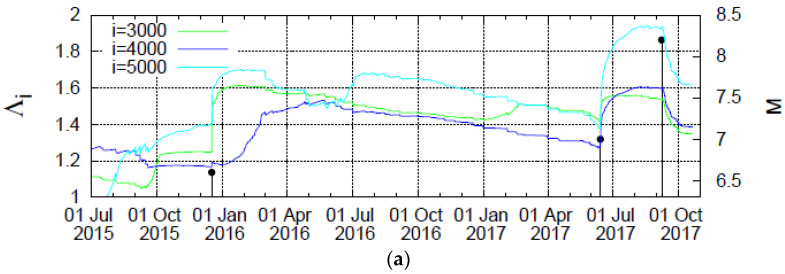 2 8.5
i=3000
i=4000
1.8 8
i=5000
Λi 1.6 7.5 M
1.4 7
1.2 6.5
1
01 Jul 01 Oct 01 Jan 01 Apr 01 Jul 01 Oct 01 Jan 01 Apr 01 Jul 01 Oct
2015 2015 2016 2016 2016 2016 2017 2017 2017 2017
(a)